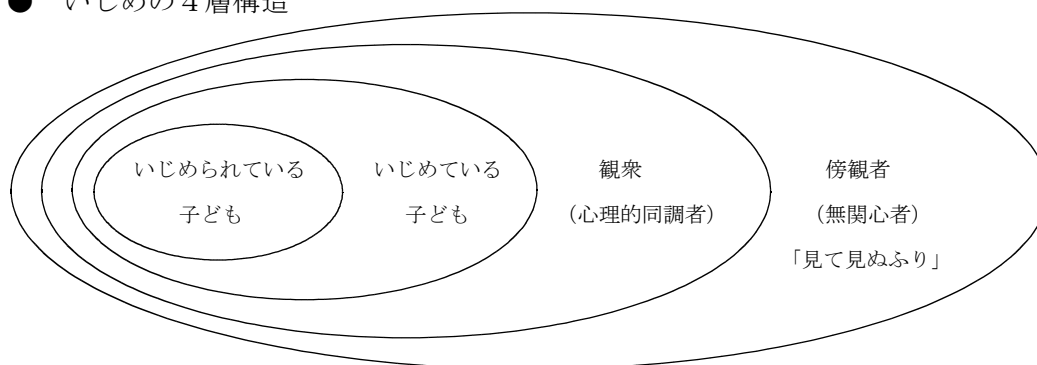 ● いじめの４層構造
いじめられている
子ども
いじめている
子ども
観衆
（心理的同調者）
傍観者
（無関心者）
「見て見ぬふり」